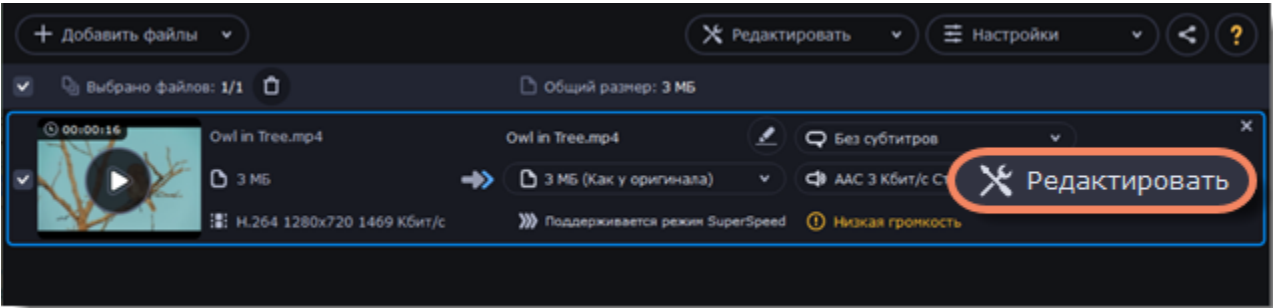 Добавить файлы
Редактировать
Настройки
?
Выбрано файлов: 1/1
Общий размер: 3 МБ
00:00:16
Owl in Tree.mp4
Owl in Tree.mp4
Без субтитров
3 МБ
3 МБ (Как у оригинала)
AAC 3 Кбит/с Ст
Редактировать
H.264 1280x720 1469 Кбит/с
Поддерживается режим SuperSpeed
Низкая громкость